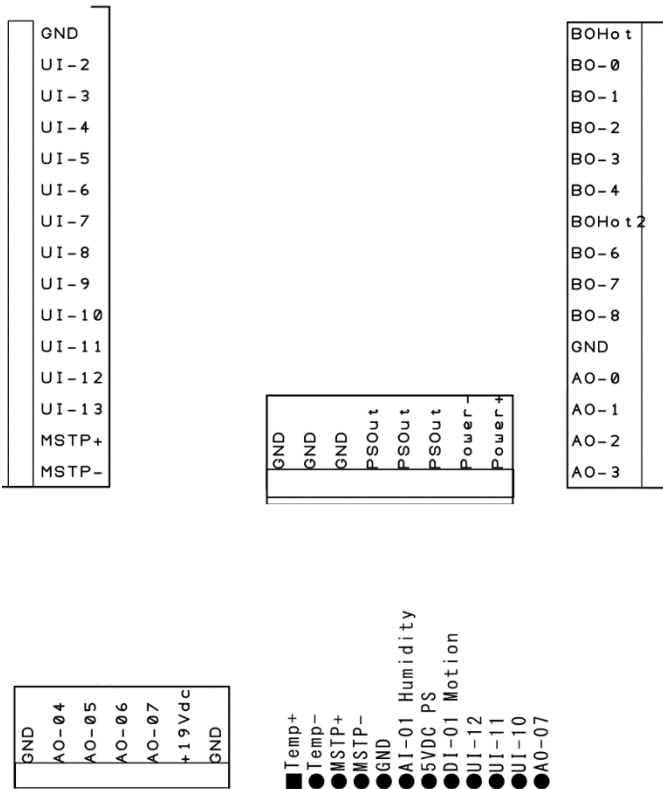 GND
UI-2
UI-3
UI-4
UI-5
UI-6
UI-7
UI-8
UI-9
UI-10
UI-11
UI-12
UI-13
MSTP+
MSTP-
GND
GND
GND
PSOut
PSOut
PSOut
Power-
Power+
BOHot
BO-0
BO-1
BO-2
BO-3
BO-4
BOHot2
BO-6
BO-7
BO-8
GND
AO-0
AO-1
AO-2
AO-3
GND
AO-04
AO-05
AO-06
AO-07
+19Vdc
GND
Temp+
Temp-
MSTP+
MSTP-
GND
AI-01 Humidity
5VDC PS
DI-01 Motion
UI-12
UI-11
UI-10
AO-07